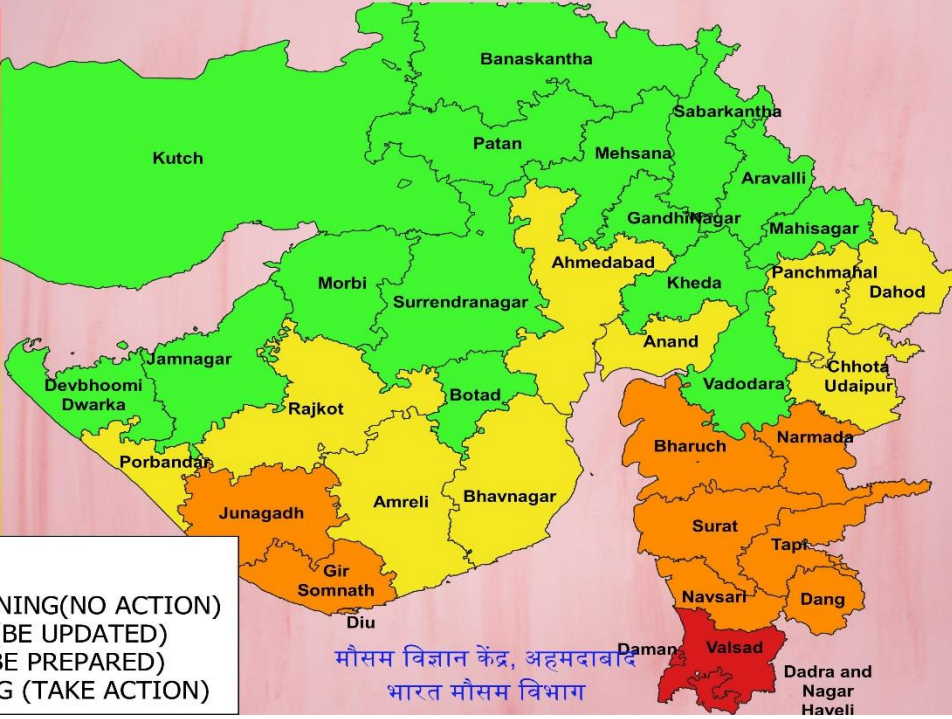 Banaskantha
Sabarkantha
Patan
Kutch
Mehsana
Aravalli
GandhiNagar
Mahisagar
Ahmedabad
Panchmahal
Kheda
Morbi
Dahod
Surrendranagar
Anand
Jamnagar
Chhota
Udaipur
Devbhoomi
Dwarka
Vadodara
Botad
Rajkot
Narmada
Bharuch
Porbandar
Bhavnagar
Amreli
Junagadh
Surat
Tapi
Gir
Somnath
Navsari
Dang
Diu
Daman
Valsad
Dadra and
Nagar
Haveli
NING(NO ACTION)
BE UPDATED)
BE PREPARED)
G (TAKE ACTION)
मौसम विज्ञान केंद्र, अहमदाबाद
भारत मौसम विभाग